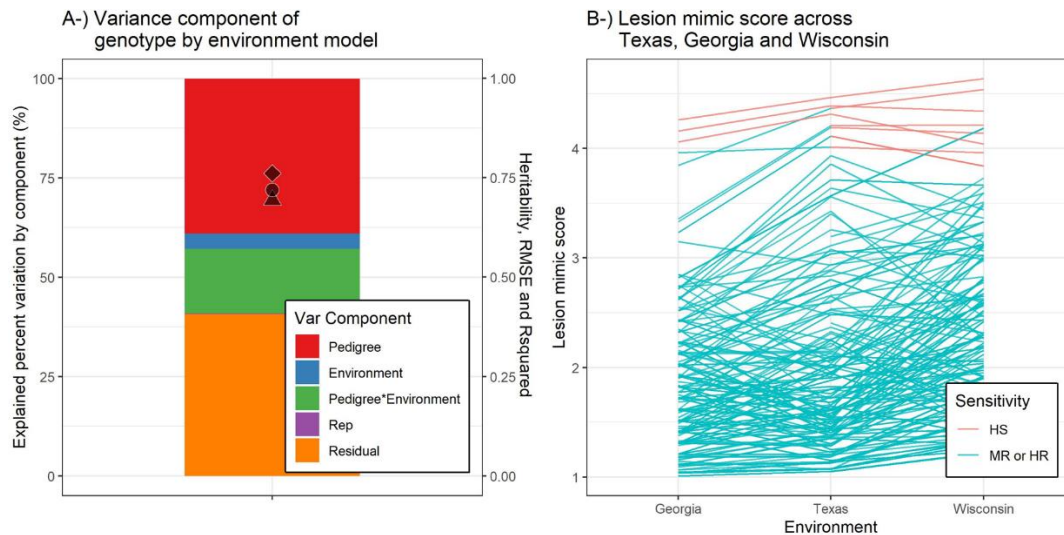 A-) Variance component of
genotype by environment model
Explained percent variation by component (%)
100
75
50
25
0
Var Component
Pedigree
Environment
Pedigree*Environment
Rep
Residual
1.00
0.75
0.50
0.25
0.00
Heritability, RMSE and Rsquared
B-) Lesion mimic score across
Texas, Georgia and Wisconsin
Lesion mimic score
4
3
2
1
Sensitivity
HS
MR or HR
Georgia
Texas
Wisconsin
Environment